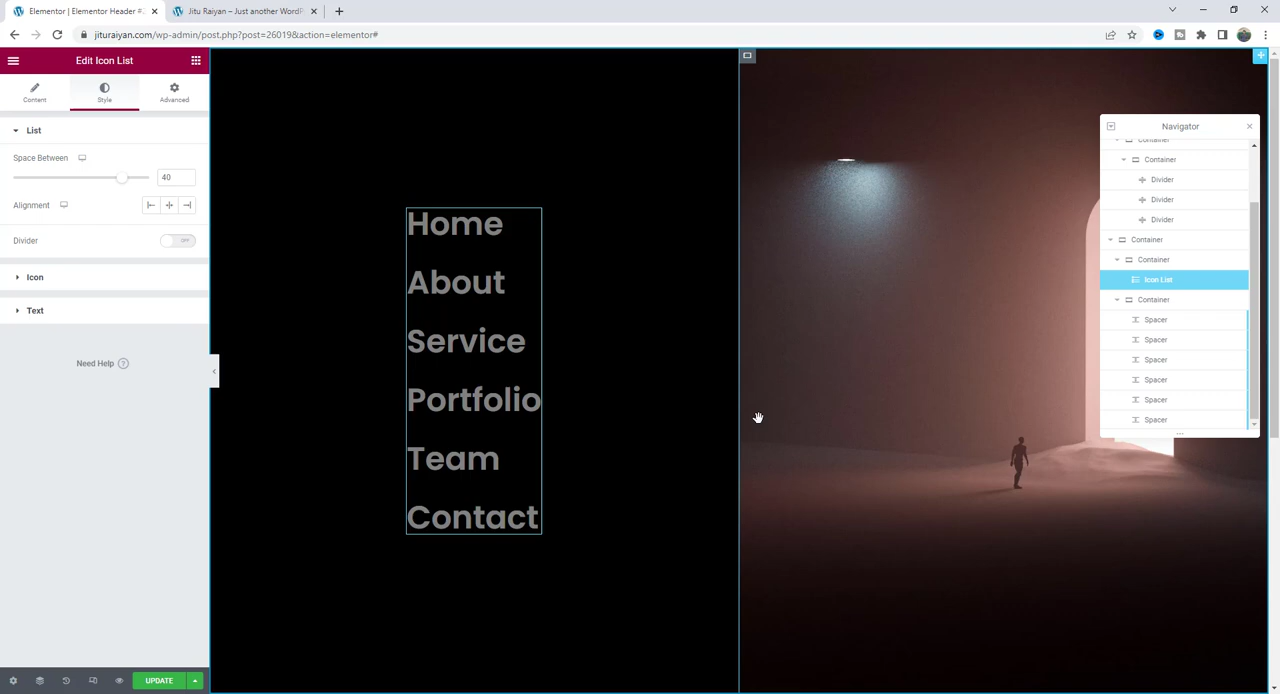 Elementor | Elementor Header #
Jitu Raiyan – Just another WordP
jituraiyan.com/wp-admin/post.php?post=26019&action=elementor#
Edit Icon List
Content
Style
Advanced
List
Space Between
40
Alignment
Divider
OFF
Icon
Text
Need Help ?
UPDATE
Home
About
Service
Portfolio
Team
Contact
Navigator
Container
Container
Divider
Divider
Divider
Container
Container
Icon List
Container
Spacer
Spacer
Spacer
Spacer
Spacer
Spacer